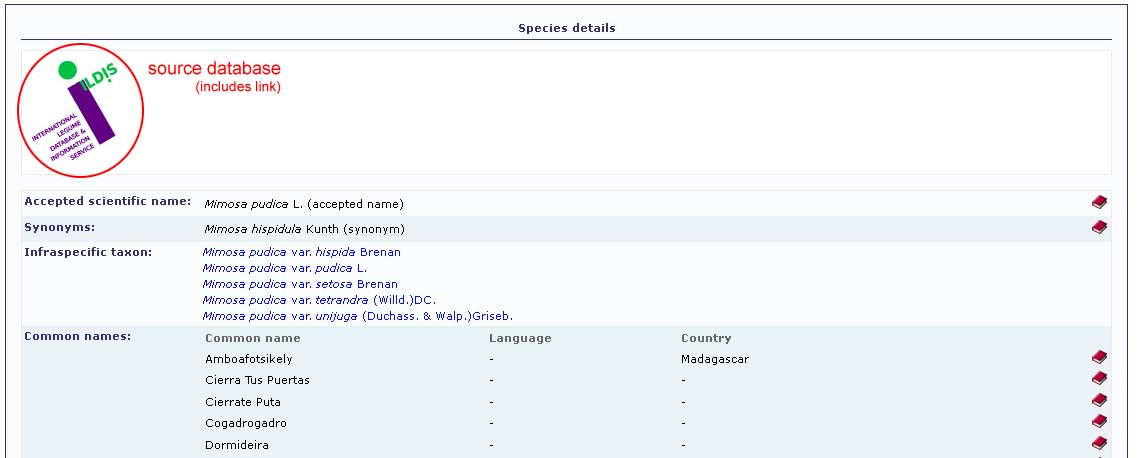 Species details
ILDIS
INTERNATIONAL
LEGUME
DATABASE &
INFORMATION
SERVICE
source database
(includes link)
Accepted scientific name: Mimosa pudica L. (accepted name)
Synonyms: Mimosa hispidula Kunth (synonym)
Infraspecific taxon: Mimosa pudica var. hispida Brenan
Mimosa pudica var. pudica L.
Mimosa pudica var. setosa Brenan
Mimosa pudica var. tetrandra (Willd.)DC.
Mimosa pudica var. unijuga (Duchass. & Walp.)Griseb.
Common names: Common name Language Country
Amboafotsikely - Madagascar
Cierra Tus Puertas - -
Cierrate Puta - -
Cogadrogadro - -
Dormideira - -